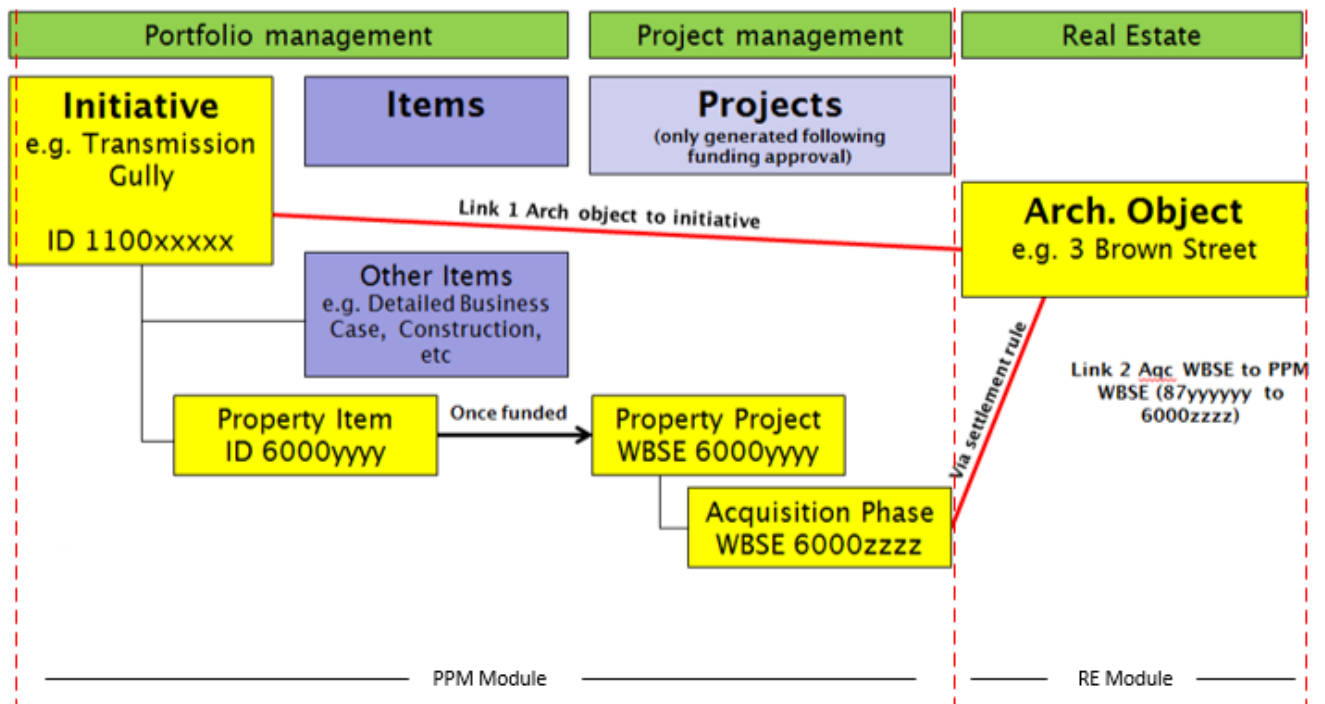 Portfolio management
Project management
Real Estate
Initiative
e.g. Transmission
Gully
ID 1100xxxxx
Items
Projects
(only generated following
funding approval)
Link 1 Arch object to initiative
Arch. Object
e.g. 3 Brown Street
Other Items
e.g. Detailed Business
Case, Construction,
etc
Via settlement rule
Link 2 Aqc WBSE to PPM
WBSE (87yyyyyy to
6000zzzz)
Property Item
ID 6000yyyy
Once funded
Property Project
WBSE 6000yyyy
Acquisition Phase
WBSE 6000zzzz
PPM Module
RE Module